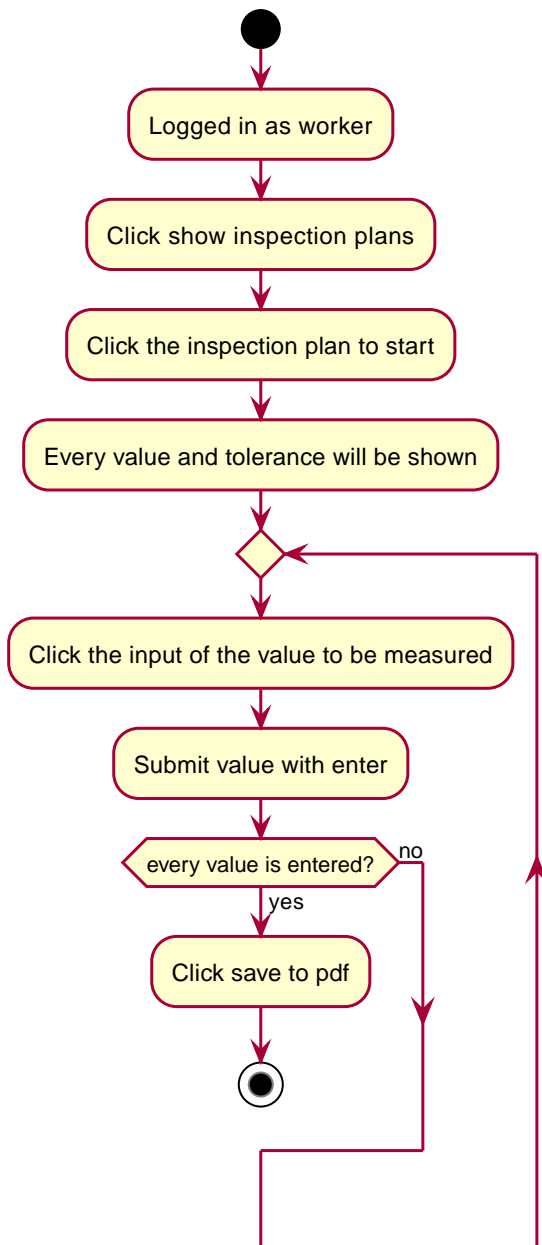 Logged in as worker
Click show inspection plans
Click the inspection plan to start
Every value and tolerance will be shown
Click the input of the value to be measured
Submit value with enter
every value is entered?
no
yes
Click save to pdf